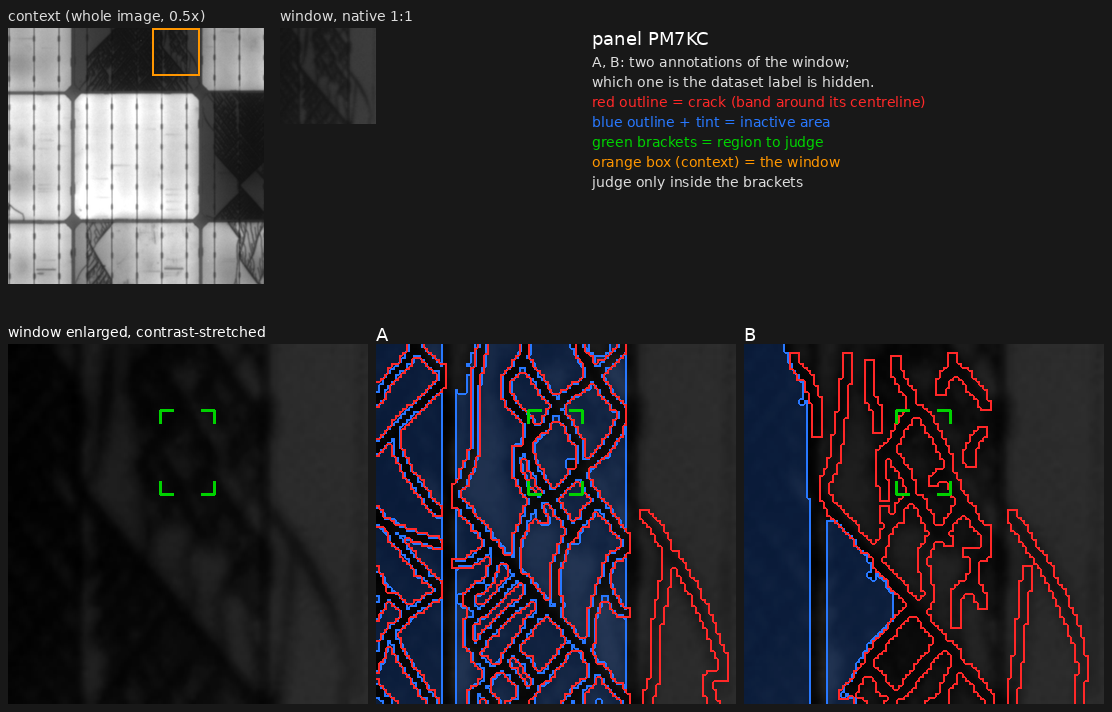 context (whole image, 0.5x)
window, native 1:1
panel PM7KC
A, B: two annotations of the window;
which one is the dataset label is hidden.
red outline = crack (band around its centreline)
blue outline + tint = inactive area
green brackets = region to judge
orange box (context) = the window
judge only inside the brackets
window enlarged, contrast-stretched
A
B